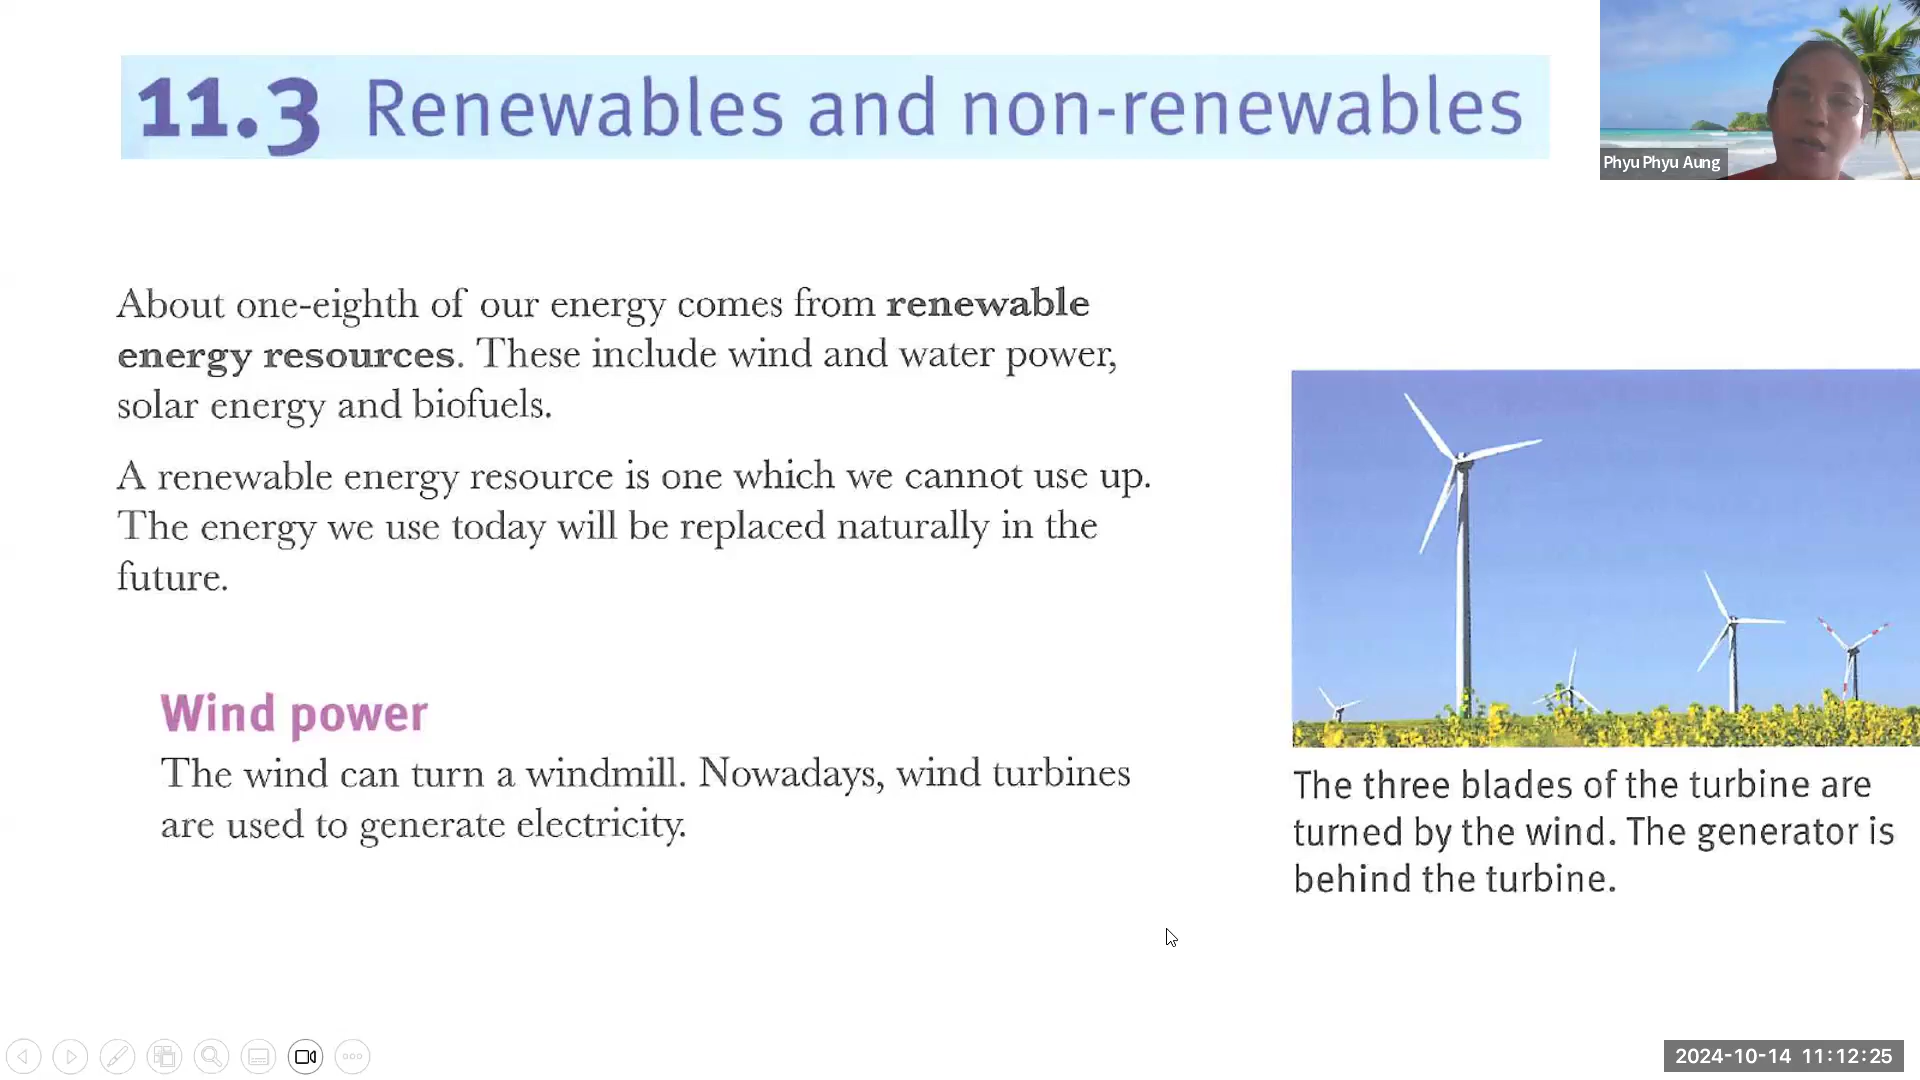 11.3 Renewables and non-renewables
Phyu Phyu Aung
About one-eighth of our energy comes from renewable
energy resources. These include wind and water power,
solar energy and biofuels.
A renewable energy resource is one which we cannot use up.
The energy we use today will be replaced naturally in the
future.
Wind power
The wind can turn a windmill. Nowadays, wind turbines
are used to generate electricity.
The three blades of the turbine are
turned by the wind. The generator is
behind the turbine.
2024-10-14 11:12:25